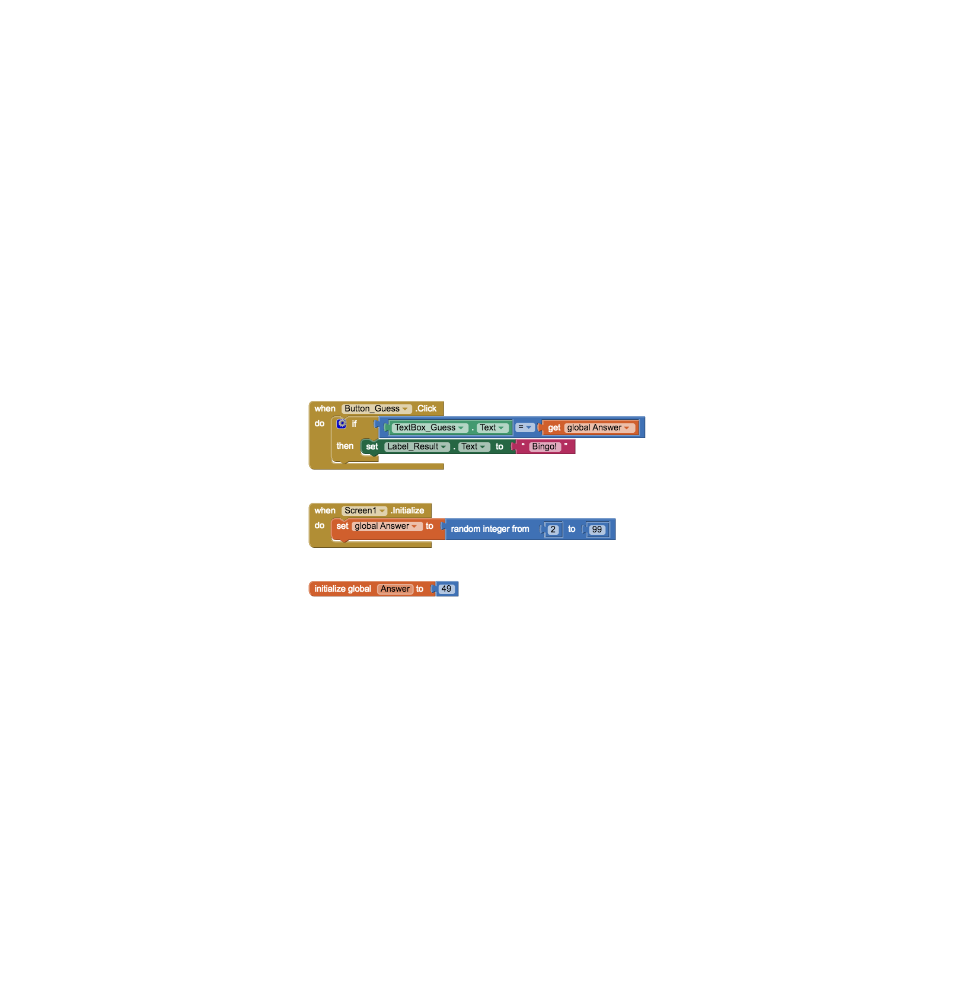 when Button_Guess .Click
do if TextBox_Guess . Text = get global Answer
then set Label_Result . Text to “ Bingo! ”
when Screen1 .Initialize
do set global Answer to random integer from 2 to 99
initialize global Answer to 49